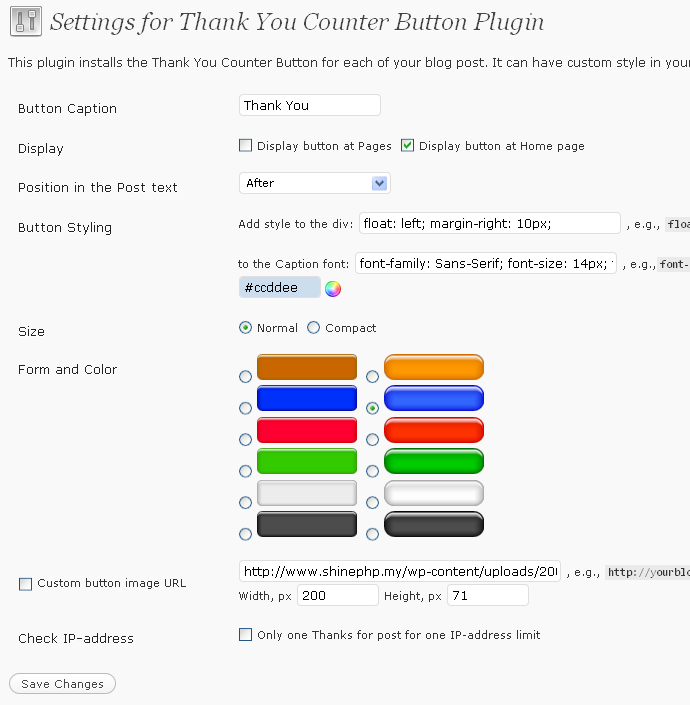 Settings for Thank You Counter Button Plugin
This plugin installs the Thank You Counter Button for each of your blog post. It can have custom style in your
Button Caption Thank You
Display Display button at Pages Display button at Home page
Position in the Post text After
Button Styling Add style to the div: float: left; margin-right: 10px; , e.g.,
to the Caption font: font-family: Sans-Serif; font-size: 14px; , e.g., font-
#ccddee
Size Normal Compact
Form and Color
Custom button image URL http://www.shinephp.my/wp-content/uploads/20 , e.g., http://yourblo
Width, px 200 Height, px 71
Check IP-address Only one Thanks for post for one IP-address limit
Save Changes